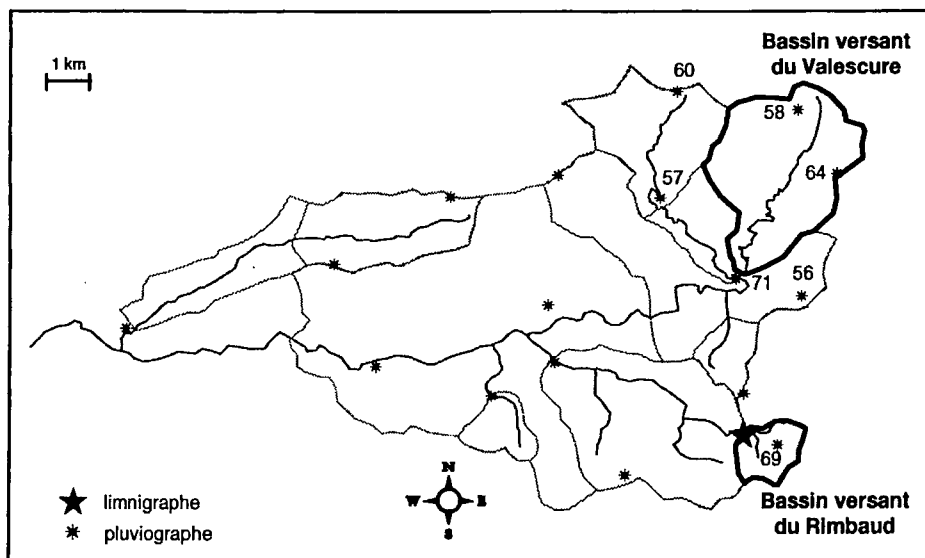 Bassin versant
du Valescure
1 km
60
58
64
57
71
56
69
N
W E
S
limnigraphe
pluviographe
Bassin versant
du Rimbaud